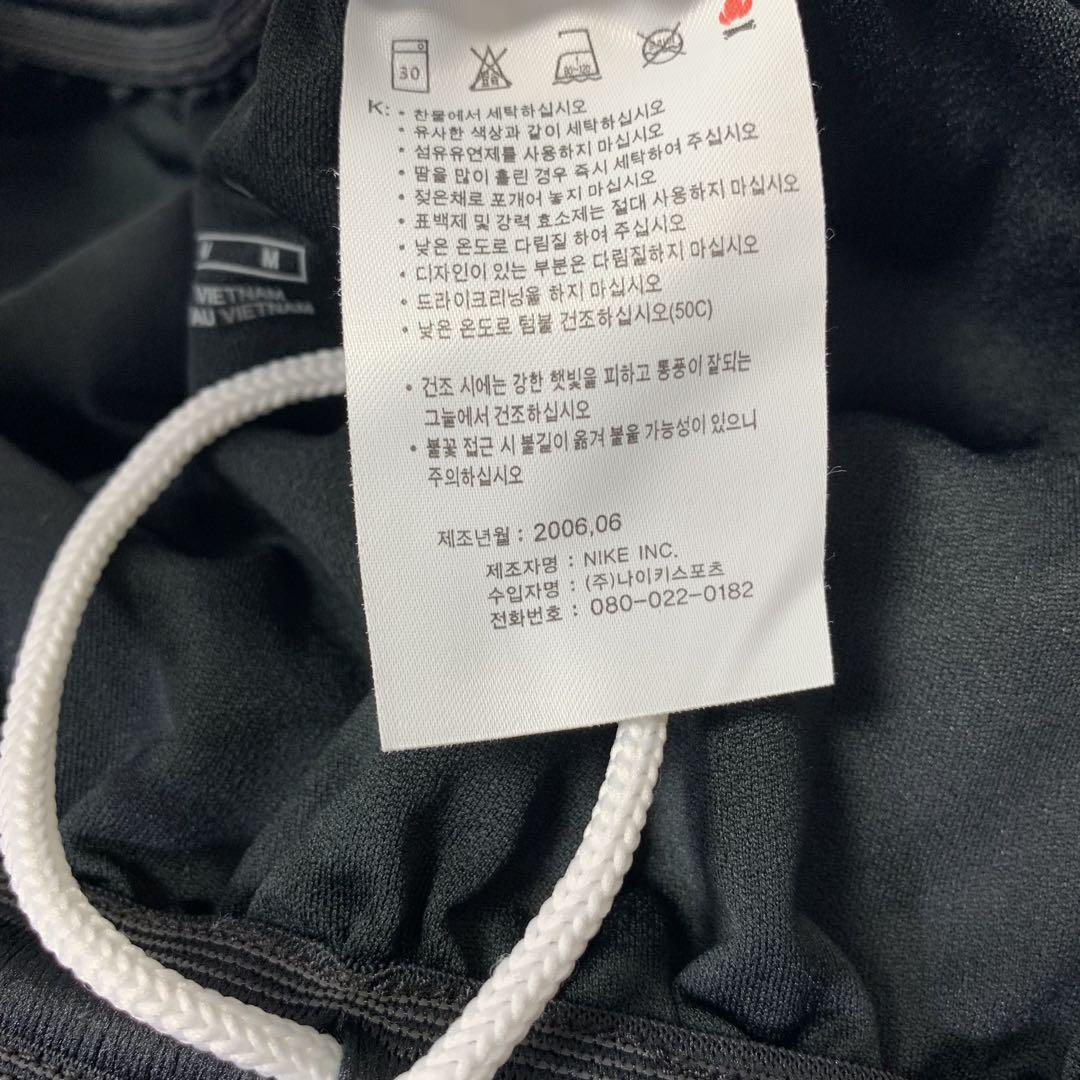 30
염소
80~120
K: • 찬물에서 세탁하십시오
• 유사한 색상과 같이 세탁하십시오
• 섬유유연제를 사용하지 마십시오
• 땀을 많이 흘린 경우 즉시 세탁하여 주십시오
• 젖은채로 포개어 놓지 마십시오
• 표백제 및 강력 효소제는 절대 사용하지 마십시오
• 낮은 온도로 다림질 하여 주십시오
• 디자인이 있는 부분은 다림질하지 마십시오
• 드라이크리닝을 하지 마십시오
• 낮은 온도로 텀블 건조하십시오(50C)
• 건조 시에는 강한 햇빛을 피하고 통풍이 잘되는
그늘에서 건조하십시오
• 불꽃 접근 시 불길이 옮겨 붙을 가능성이 있으니
주의하십시오
제조년월 : 2006,06
제조자명 : NIKE INC.
수입자명 : (주)나이키스포츠
전화번호 : 080-022-0182
M
VIETNAM
AU VIETNAM